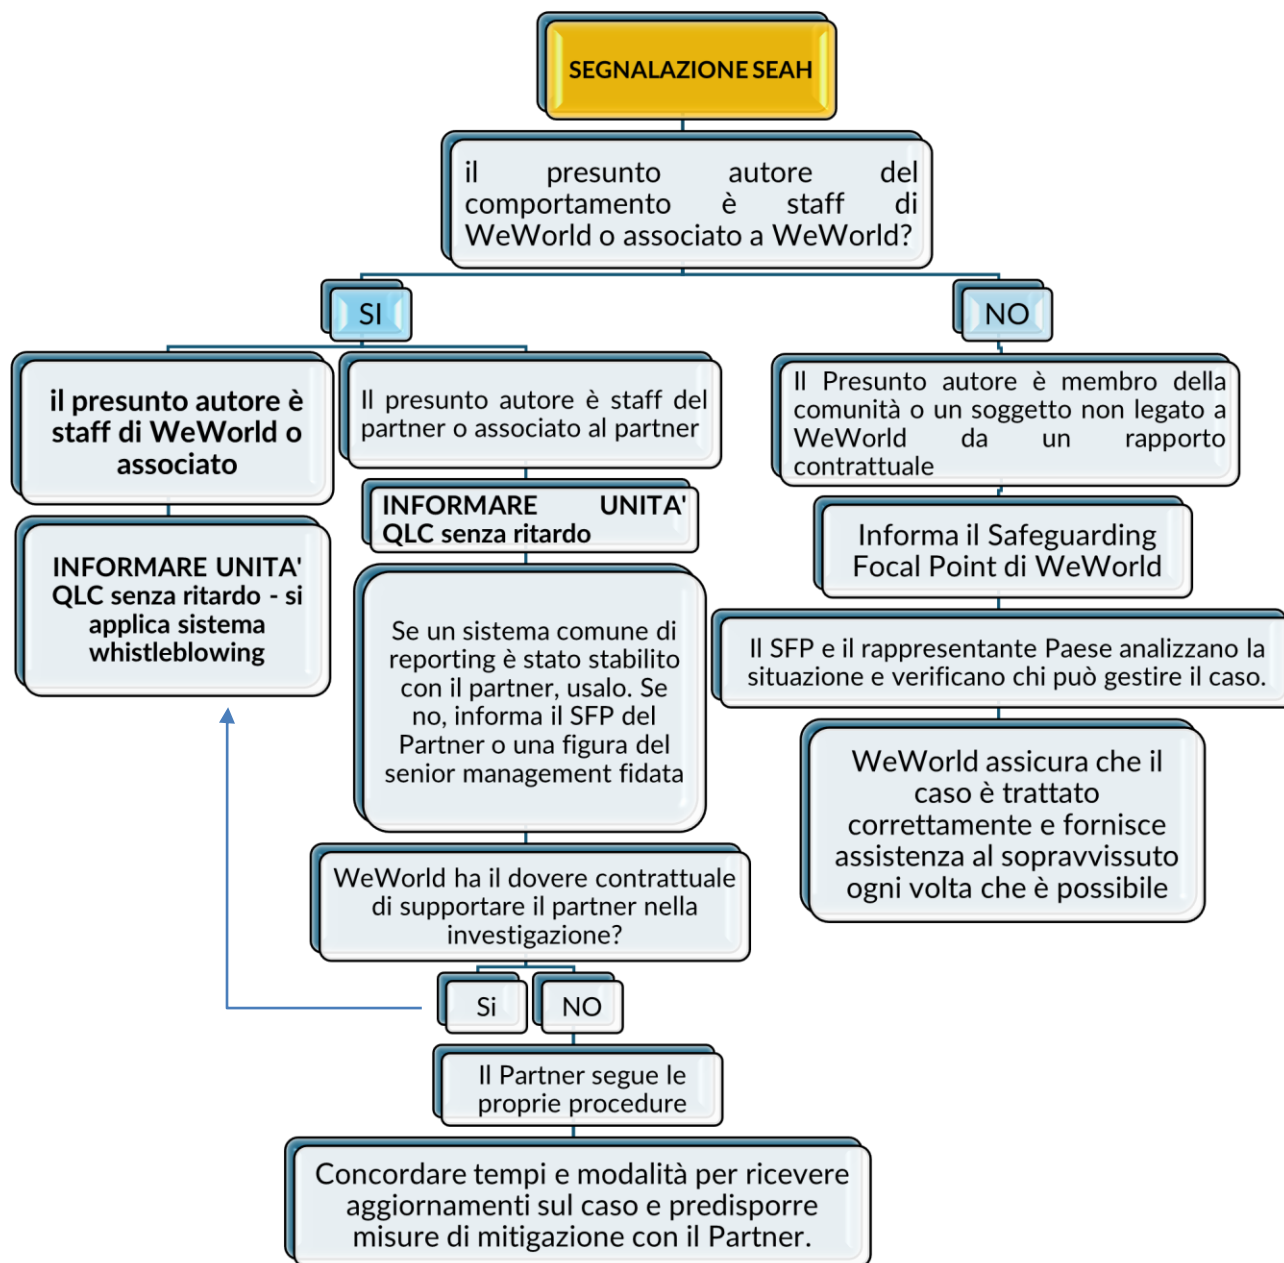 SEGNALAZIONE SEAH
il presunto autore del
comportamento è staff di
WeWorld o associato a WeWorld?
SI
NO
il presunto autore è
staff di WeWorld o
associato
INFORMARE UNITA'
QLC senza ritardo - si
applica sistema
whistleblowing
Il presunto autore è staff del
partner o associato al partner
INFORMARE UNITA'
QLC senza ritardo
Se un sistema comune di
reporting è stato stabilito
con il partner, usalo. Se
no, informa il SFP del
Partner o una figura del
senior management fidata
WeWorld ha il dovere contrattuale
di supportare il partner nella
investigazione?
Si
NO
Il Partner segue le
proprie procedure
Concordare tempi e modalità per ricevere
aggiornamenti sul caso e predisporre
misure di mitigazione con il Partner.
Il Presunto autore è membro della
comunità o un soggetto non legato a
WeWorld da un rapporto
contrattuale
Informa il Safeguarding
Focal Point di WeWorld
Il SFP e il rappresentante Paese analizzano la
situazione e verificano chi può gestire il caso.
WeWorld assicura che il
caso è trattato
correttamente e fornisce
assistenza al sopravvissuto
ogni volta che è possibile